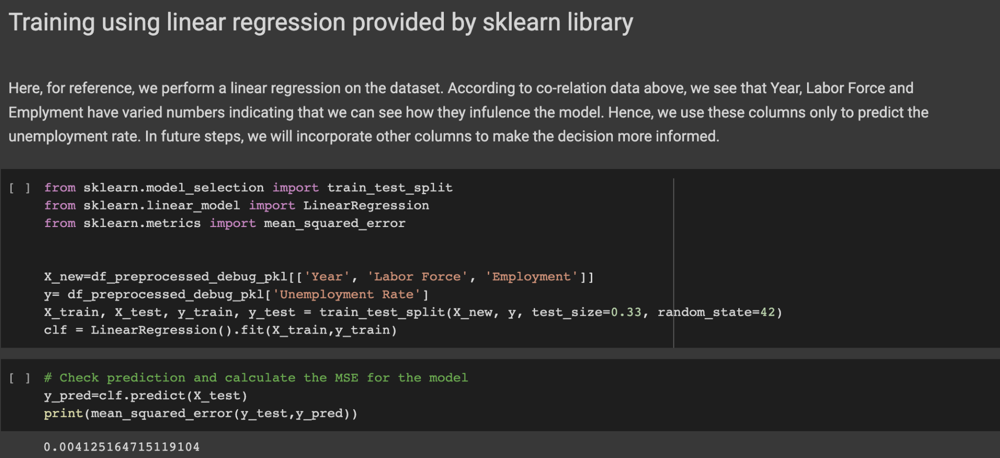 Training using linear regression provided by sklearn library
Here, for reference, we perform a linear regression on the dataset. According to co-relation data above, we see that Year, Labor Force and
Emplyment have varied numbers indicating that we can see how they infulence the model. Hence, we use these columns only to predict the
unemployment rate. In future steps, we will incorporate other columns to make the decision more informed.
[ ] from sklearn.model_selection import train_test_split
from sklearn.linear_model import LinearRegression
from sklearn.metrics import mean_squared_error
X_new=df_preprocessed_debug_pkl[['Year', 'Labor Force', 'Employment']]
y= df_preprocessed_debug_pkl['Unemployment Rate']
X_train, X_test, y_train, y_test = train_test_split(X_new, y, test_size=0.33, random_state=42)
clf = LinearRegression().fit(X_train,y_train)
[ ] # Check prediction and calculate the MSE for the model
y_pred=clf.predict(X_test)
print(mean_squared_error(y_test,y_pred))
0.004125164715119104